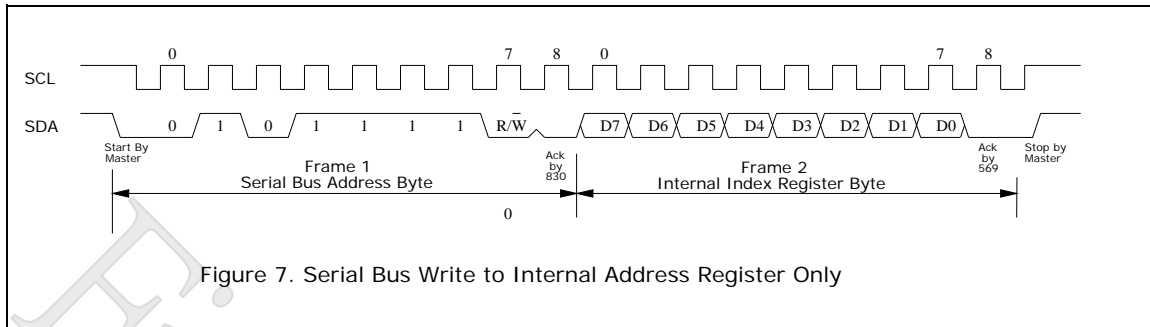 0 7 8 0 7 8
SCL
SDA 0 1 0 1 1 1 1 R/W̅ D7 D6 D5 D4 D3 D2 D1 D0
Start By
Master
Frame 1
Serial Bus Address Byte
Ack
by
830
Frame 2
Internal Index Register Byte
Ack
by
569
Stop by
Master
0
Figure 7. Serial Bus Write to Internal Address Register Only